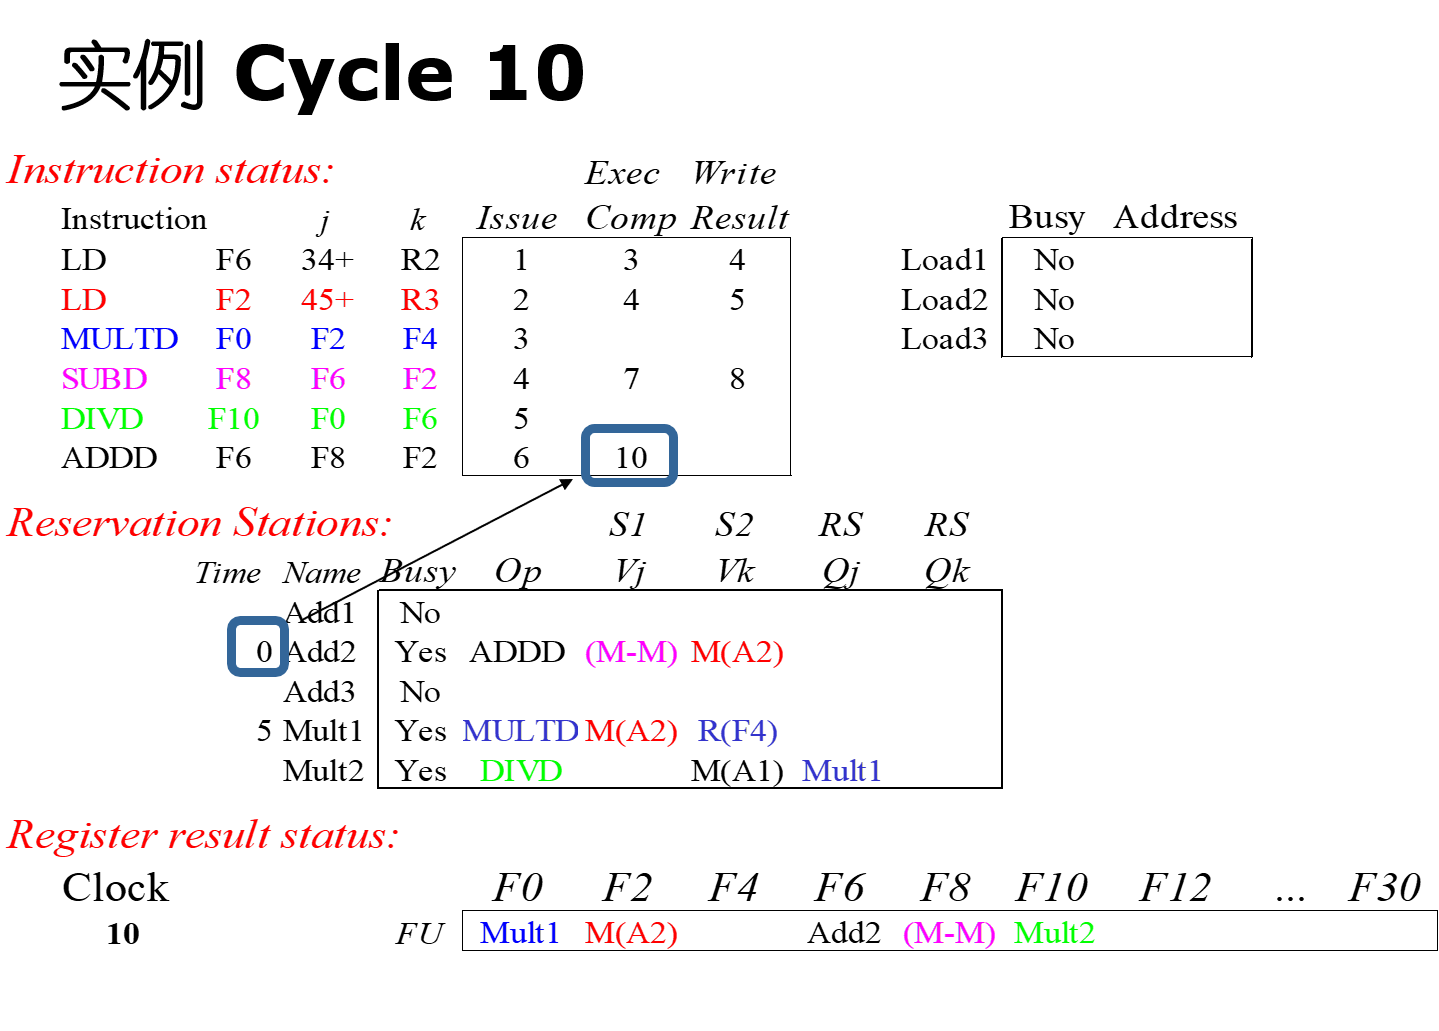 实例 Cycle 10
Instruction status:
Exec Write
Instruction j k Issue Comp Result Busy Address
LD F6 34+ R2 1 3 4 Load1 No
LD F2 45+ R3 2 4 5 Load2 No
MULTD F0 F2 F4 3 Load3 No
SUBD F8 F6 F2 4 7 8
DIVD F10 F0 F6 5
ADDD F6 F8 F2 6 10
Reservation Stations: S1 S2 RS RS
Time Name Busy Op Vj Vk Qj Qk
Add1 No
0 Add2 Yes ADDD (M-M) M(A2)
Add3 No
5 Mult1 Yes MULTD M(A2) R(F4)
Mult2 Yes DIVD M(A1) Mult1
Register result status:
Clock F0 F2 F4 F6 F8 F10 F12 ... F30
10 FU Mult1 M(A2) Add2 (M-M) Mult2